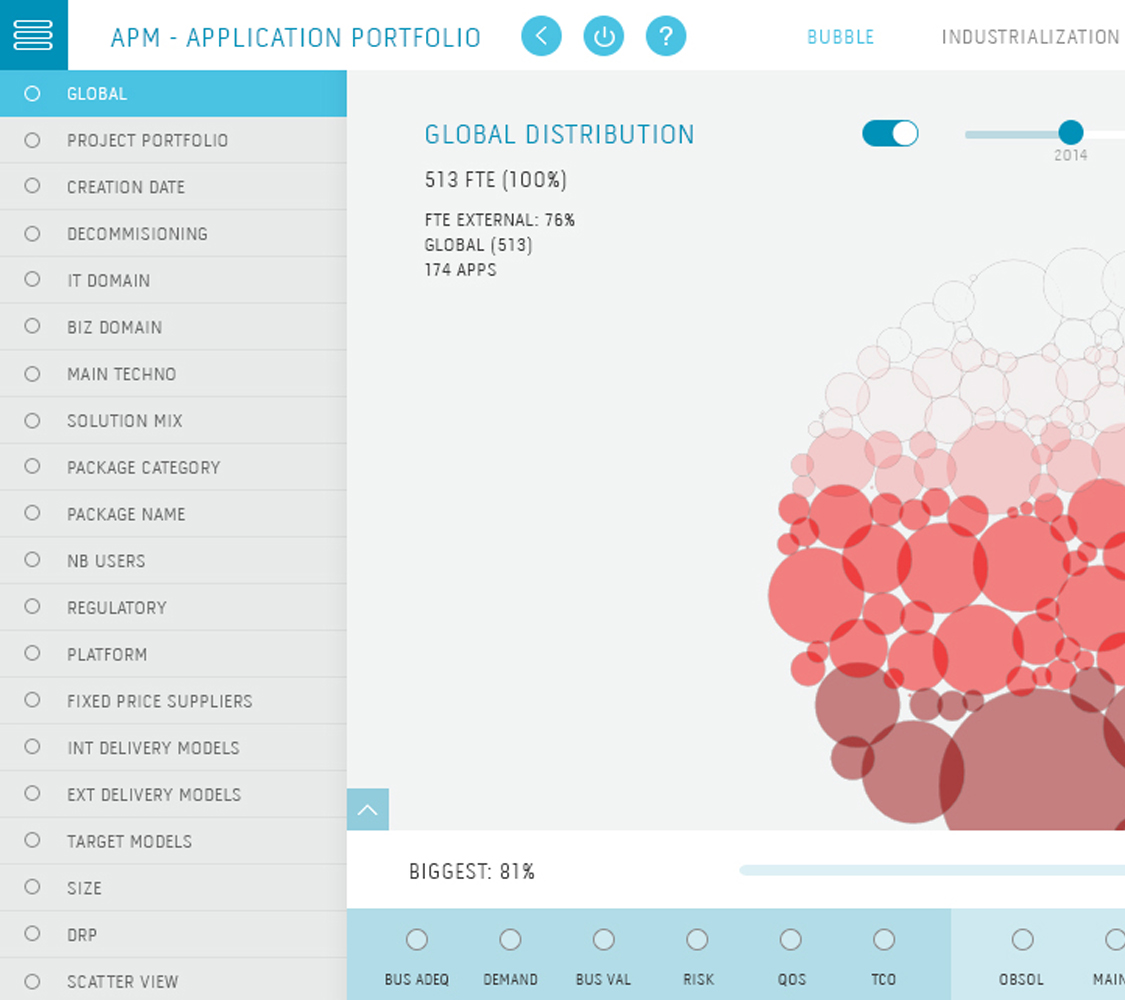 APM - APPLICATION PORTFOLIO
?
BUBBLE
INDUSTRIALIZATION
GLOBAL
PROJECT PORTFOLIO
CREATION DATE
DECOMMISIONING
IT DOMAIN
BIZ DOMAIN
MAIN TECHNO
SOLUTION MIX
PACKAGE CATEGORY
PACKAGE NAME
NB USERS
REGULATORY
PLATFORM
FIXED PRICE SUPPLIERS
INT DELIVERY MODELS
EXT DELIVERY MODELS
TARGET MODELS
SIZE
DRP
SCATTER VIEW
GLOBAL DISTRIBUTION
513 FTE (100%)
FTE EXTERNAL: 76%
GLOBAL (513)
174 APPS
2014
BIGGEST: 81%
BUS ADEQ
DEMAND
BUS VAL
RISK
QOS
TCO
OBSOL
MAIN